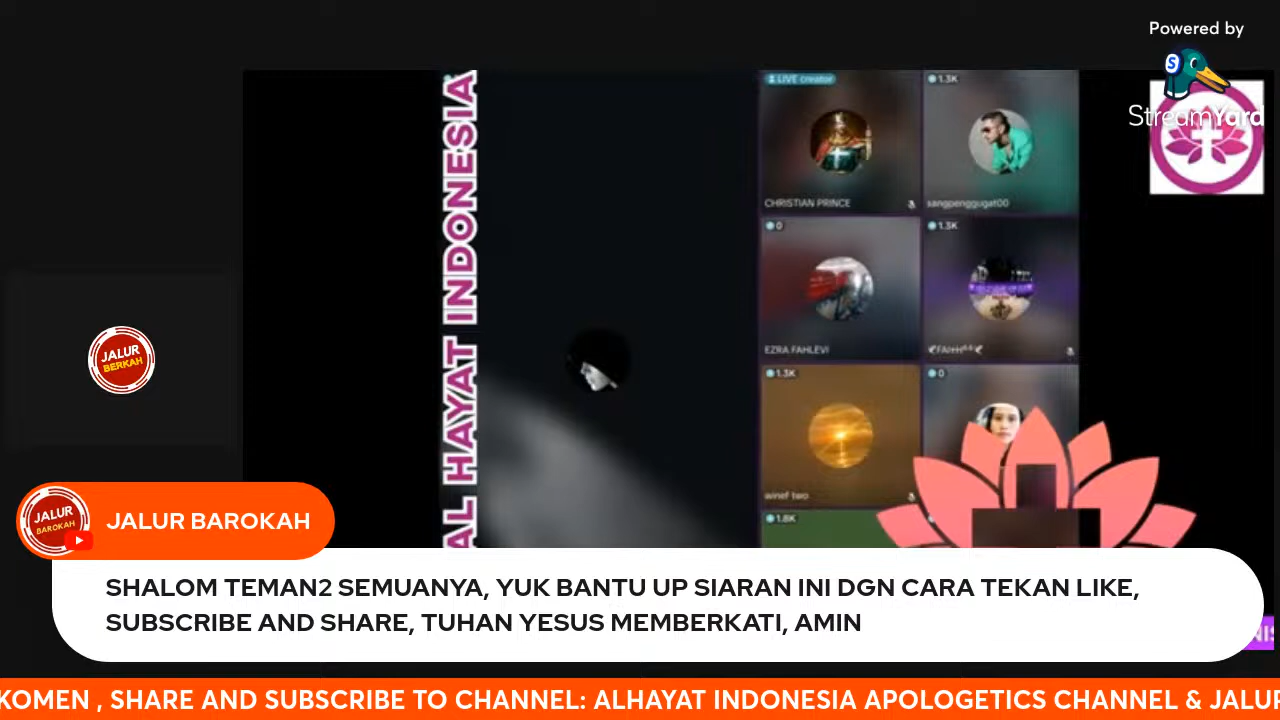 Powered by
StreamYard
AL HAYAT INDONESIA
LIVE creator
1.3K
CHRISTIAN PRINCE
sangpenggugat00
0
1.3K
EZRA FAHLEVI
1.3K
0
winef two
1.8K
JALUR
BERKAH
JALUR
BAROKAH
JALUR BAROKAH
SHALOM TEMAN2 SEMUANYA, YUK BANTU UP SIARAN INI DGN CARA TEKAN LIKE,
SUBSCRIBE AND SHARE, TUHAN YESUS MEMBERKATI, AMIN
KOMEN , SHARE AND SUBSCRIBE TO CHANNEL: ALHAYAT INDONESIA APOLOGETICS CHANNEL & JALUR